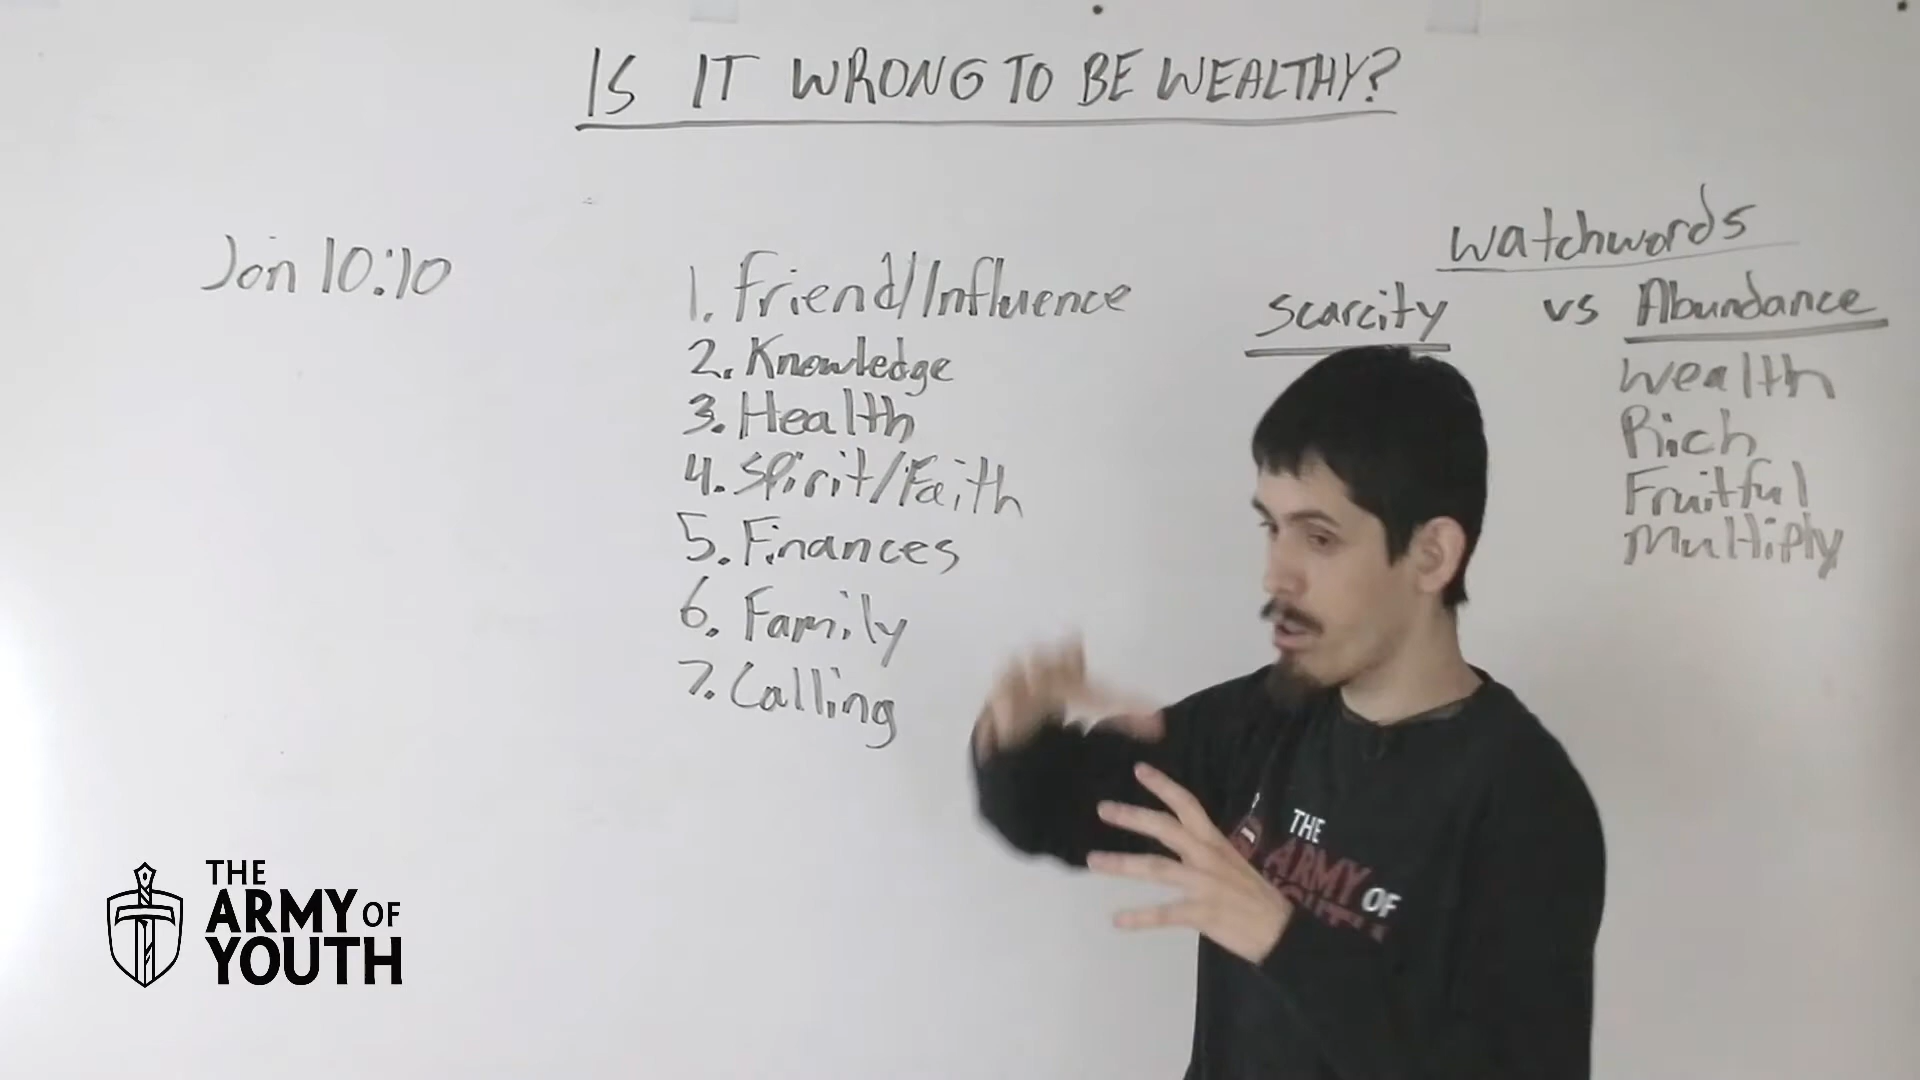 IS IT WRONG TO BE WEALTHY?
Jon 10:10
1. Friend/Influence
2. Knowledge
3. Health
4. Spirit/Faith
5. Finances
6. Family
7. Calling
Watchwords
Scarcity vs Abundance
Wealth
Rich
Fruitful
Multiply
THE
ARMY OF
YOUTH
THE
ARMY OF